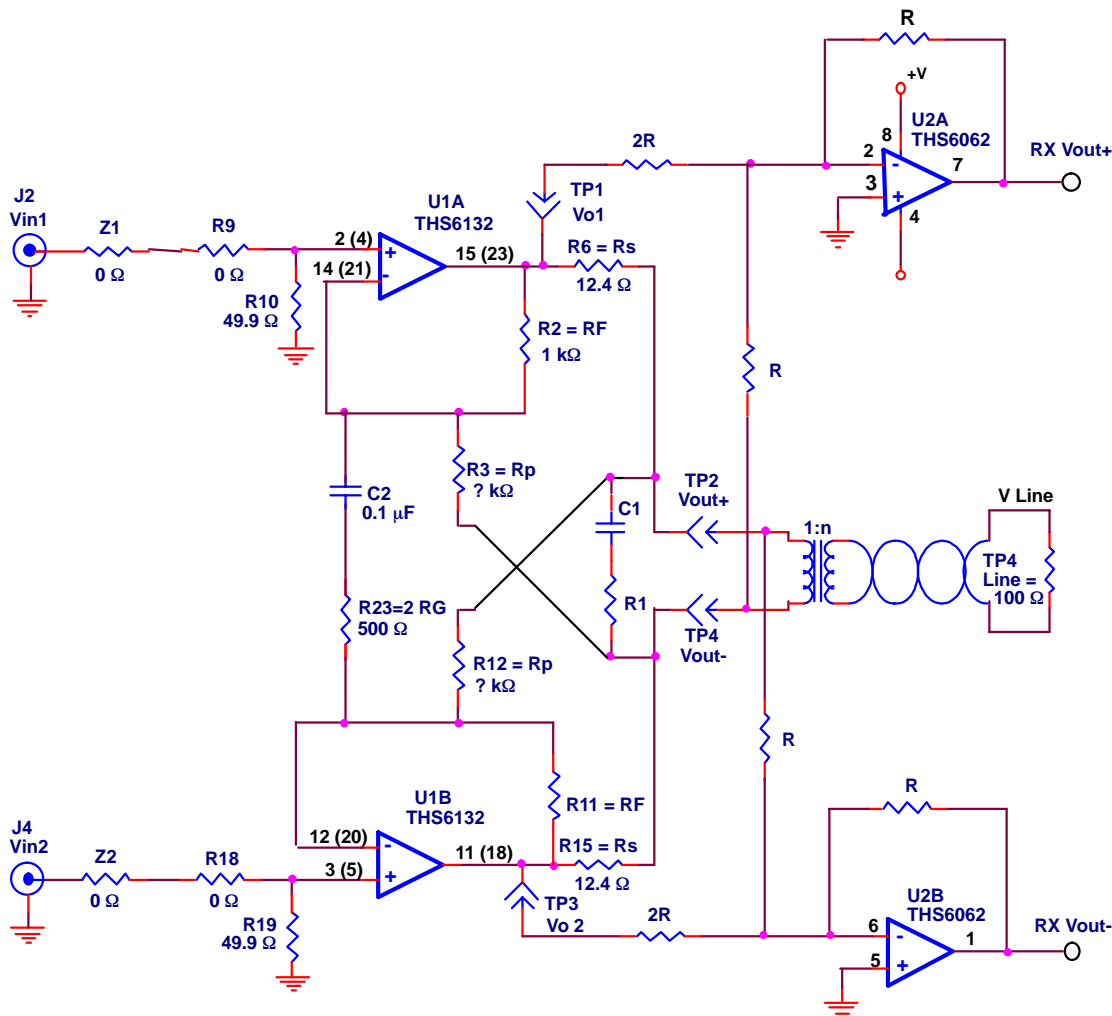 R
+V
U2A
THS6062
8
2
-
7
RX Vout+
3
+
4
2R
TP1
Vo1
J2
Vin1
Z1
0 Ω
R9
0 Ω
U1A
THS6132
2 (4)
+
14 (21)
-
15 (23)
R6 = Rs
12.4 Ω
R10
49.9 Ω
R2 = RF
1 kΩ
R
R3 = Rp
? kΩ
C2
0.1 μF
C1
TP2
Vout+
1:n
V Line
TP4
Line =
100 Ω
R1
R23=2 RG
500 Ω
TP4
Vout-
R12 = Rp
? kΩ
R
R
U1B
THS6132
R11 = RF
J4
Vin2
Z2
0 Ω
R18
0 Ω
12 (20)
-
3 (5)
+
11 (18)
R15 = Rs
12.4 Ω
R19
49.9 Ω
TP3
Vo 2
2R
U2B
THS6062
6
-
1
RX Vout-
5
+